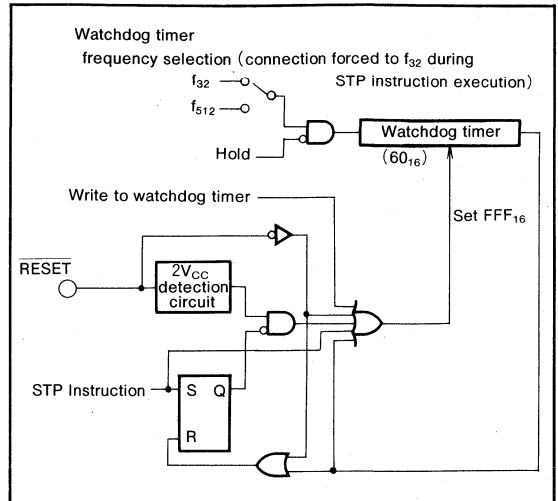 Watchdog timer
frequency selection (connection forced to f32 during
STP instruction execution)
f32
f512
Hold
Watchdog timer
(6016)
Write to watchdog timer
Set FFF16
RESET
2VCC
detection
circuit
STP Instruction
S Q
R